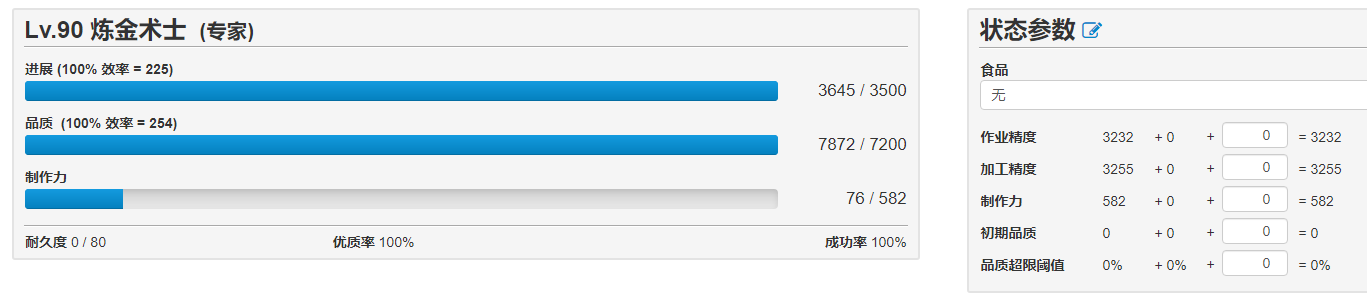 Lv.90 炼金术士 (专家)
进展 (100% 效率 = 225)
3645 / 3500
品质 (100% 效率 = 254)
7872 / 7200
制作力
76 / 582
耐久度 0 / 80 优质率 100% 成功率 100%
状态参数
食品
无
作业精度 3232 + 0 + 0 = 3232
加工精度 3255 + 0 + 0 = 3255
制作力 582 + 0 + 0 = 582
初期品质 0 + 0 + 0 = 0
品质超限阈值 0% + 0% + 0 = 0%